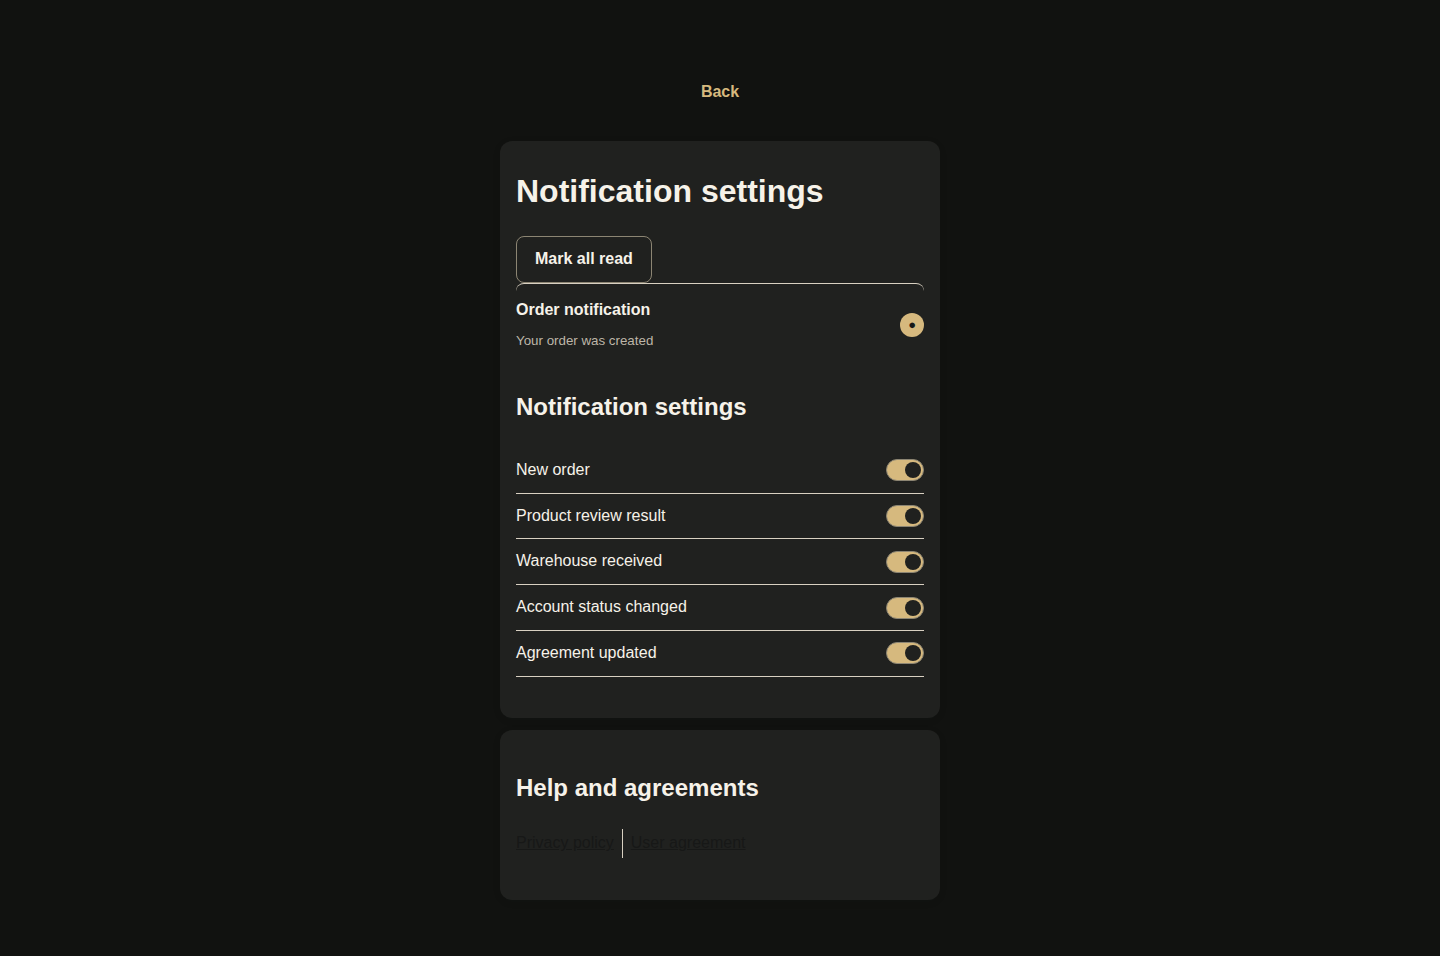 Back
Notification settings
Mark all read
Order notification
Your order was created
Notification settings
New order
Product review result
Warehouse received
Account status changed
Agreement updated
Help and agreements
Privacy policy User agreement